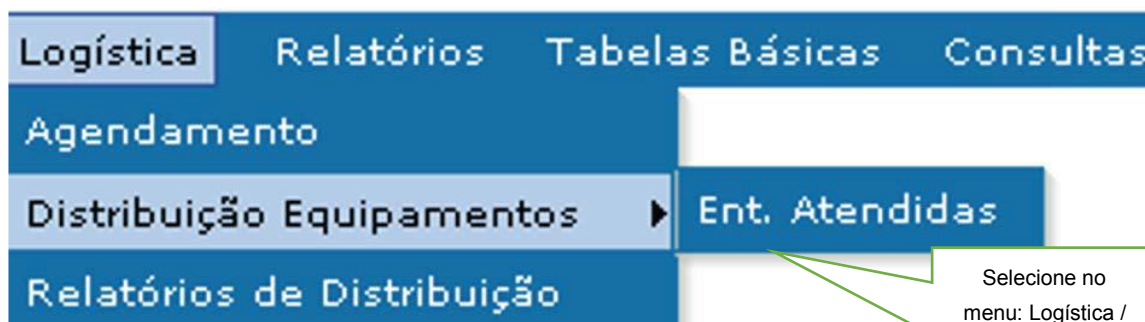 Logística Relatórios Tabelas Básicas Consultas
Agendamento
Distribuição Equipamentos Ent. Atendidas
Relatórios de Distribuição
Selecione no
menu: Logística /